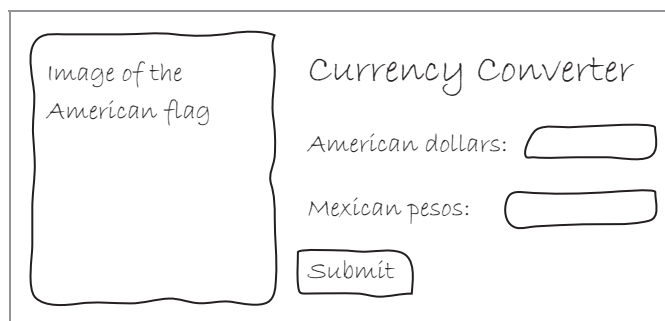 Image of the
American flag
Currency Converter
American dollars:
Mexican pesos:
Submit